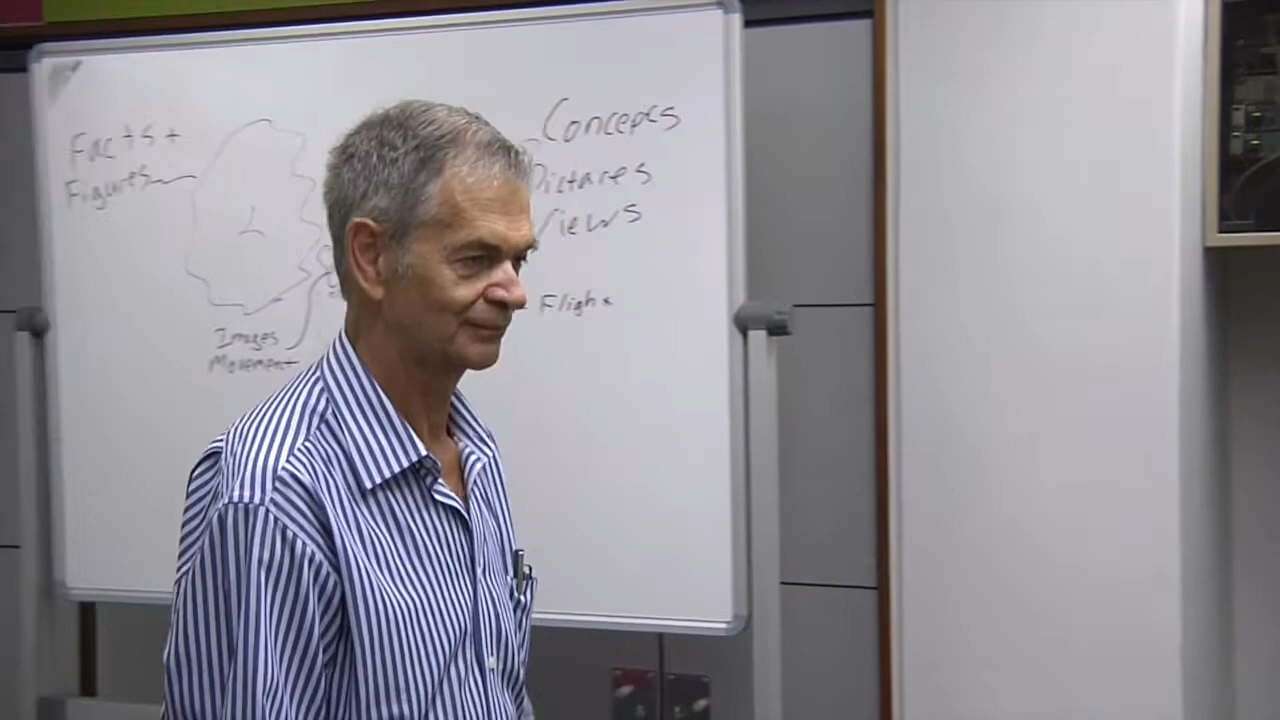 Facts +
Figures
Images
Movement
Concepts
Pictures
Views
Flight